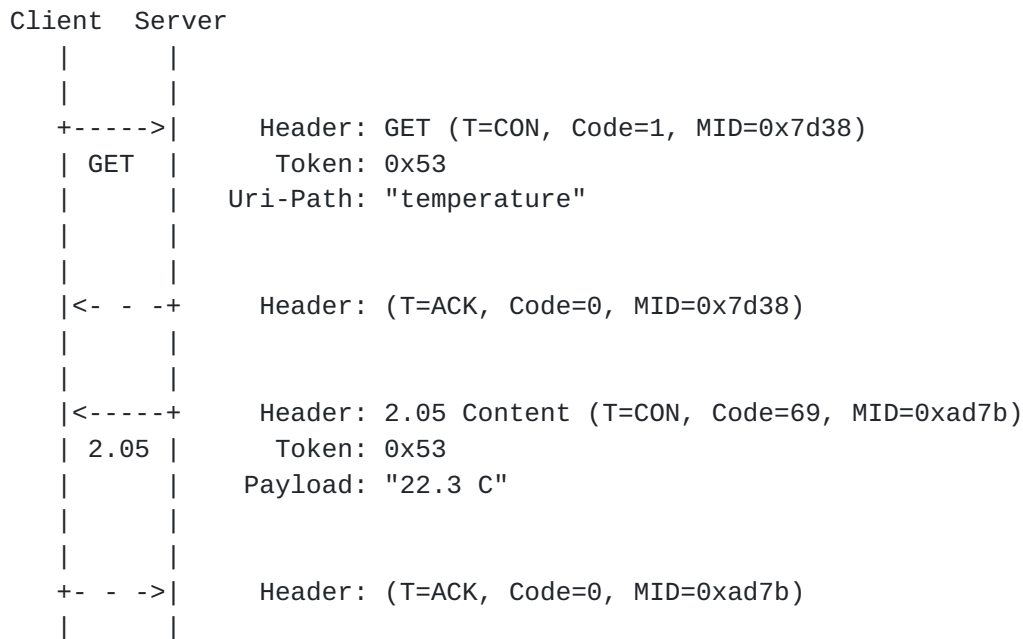 Client  Server
   |      |
   |      |
   +----->|     Header: GET (T=CON, Code=1, MID=0x7d38)
   | GET  |      Token: 0x53
   |      |   Uri-Path: "temperature"
   |      |
   |      |
   |<- - -+     Header: (T=ACK, Code=0, MID=0x7d38)
   |      |
   |      |
   |<-----+     Header: 2.05 Content (T=CON, Code=69, MID=0xad7b)
   | 2.05 |      Token: 0x53
   |      |    Payload: "22.3 C"
   |      |
   |      |
   +- - ->|     Header: (T=ACK, Code=0, MID=0xad7b)
   |      |